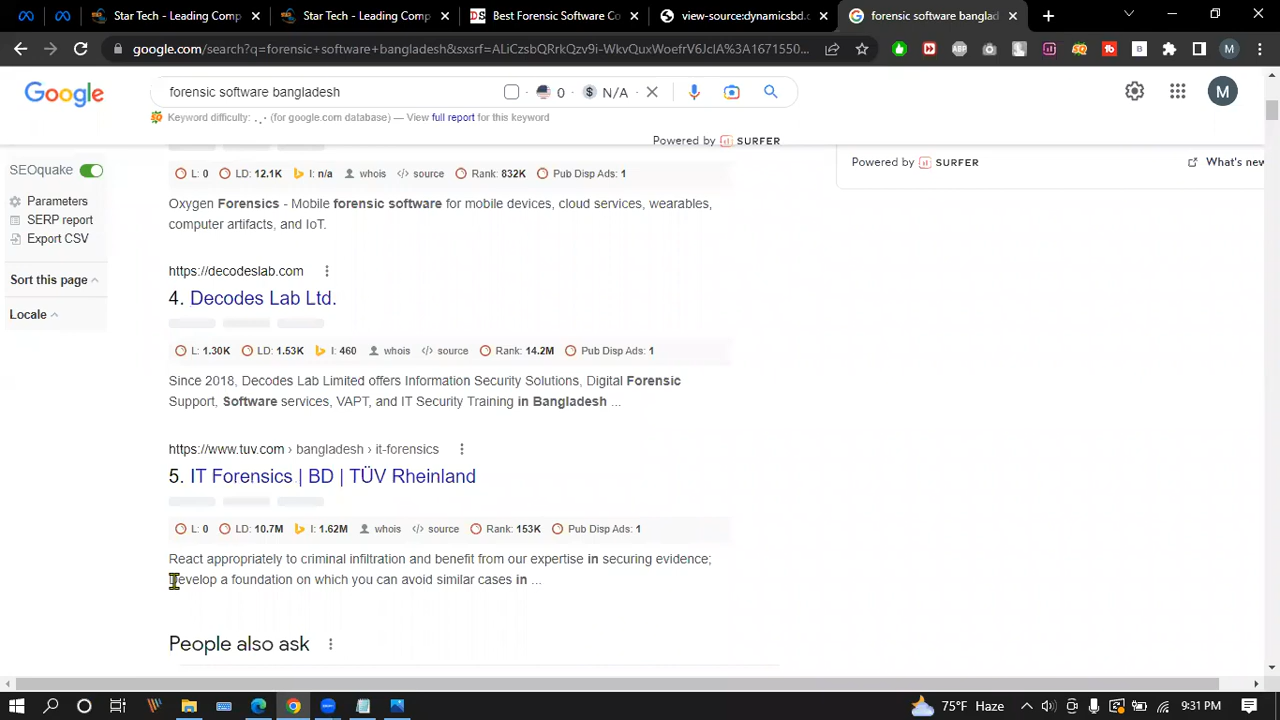 Star Tech - Leading Comp
Star Tech - Leading Comp
DS Best Forensic Software Co
view-source:dynamicsbd.c
forensic software banglad
google.com/search?q=forensic+software+bangladesh&sxsrf=ALiCzsbQRrkQzv9i-WkvQuxWoefrV6JclA%3A1671550...
ABP
B
M
Google
forensic software bangladesh
0
N/A
M
Keyword difficulty: (for google.com database) — View full report for this keyword
Powered by SURFER
Powered by SURFER
What's new
SEOquake
Parameters
SERP report
Export CSV
Sort this page
Locale
L: 0 LD: 12.1K I: n/a whois </> source Rank: 832K Pub Disp Ads: 1
Oxygen Forensics - Mobile forensic software for mobile devices, cloud services, wearables,
computer artifacts, and IoT.
https://decodeslab.com
4. Decodes Lab Ltd.
L: 1.30K LD: 1.53K I: 460 whois </> source Rank: 14.2M Pub Disp Ads: 1
Since 2018, Decodes Lab Limited offers Information Security Solutions, Digital Forensic
Support, Software services, VAPT, and IT Security Training in Bangladesh ...
https://www.tuv.com › bangladesh › it-forensics
5. IT Forensics | BD | TÜV Rheinland
L: 0 LD: 10.7M I: 1.62M whois </> source Rank: 153K Pub Disp Ads: 1
React appropriately to criminal infiltration and benefit from our expertise in securing evidence;
Develop a foundation on which you can avoid similar cases in ...
People also ask
75°F Haze
9:31 PM